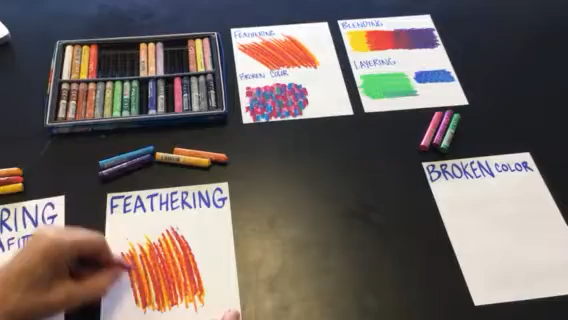 FEATHERING
BROKEN COLOR
BLENDING
LAYERING
BROKEN COLOR
FEATHERING
RING